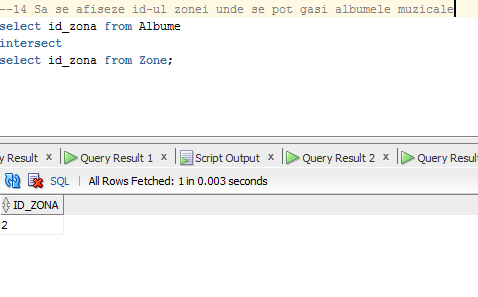 --14 Sa se afiseze id-ul zonei unde se pot gasi albumele muzicale
select id_zona from Albume
intersect
select id_zona from Zone;
ry Result x Query Result 1 x Script Output x Query Result 2 x Query Resul
SQL | All Rows Fetched: 1 in 0.003 seconds
ID_ZONA
2